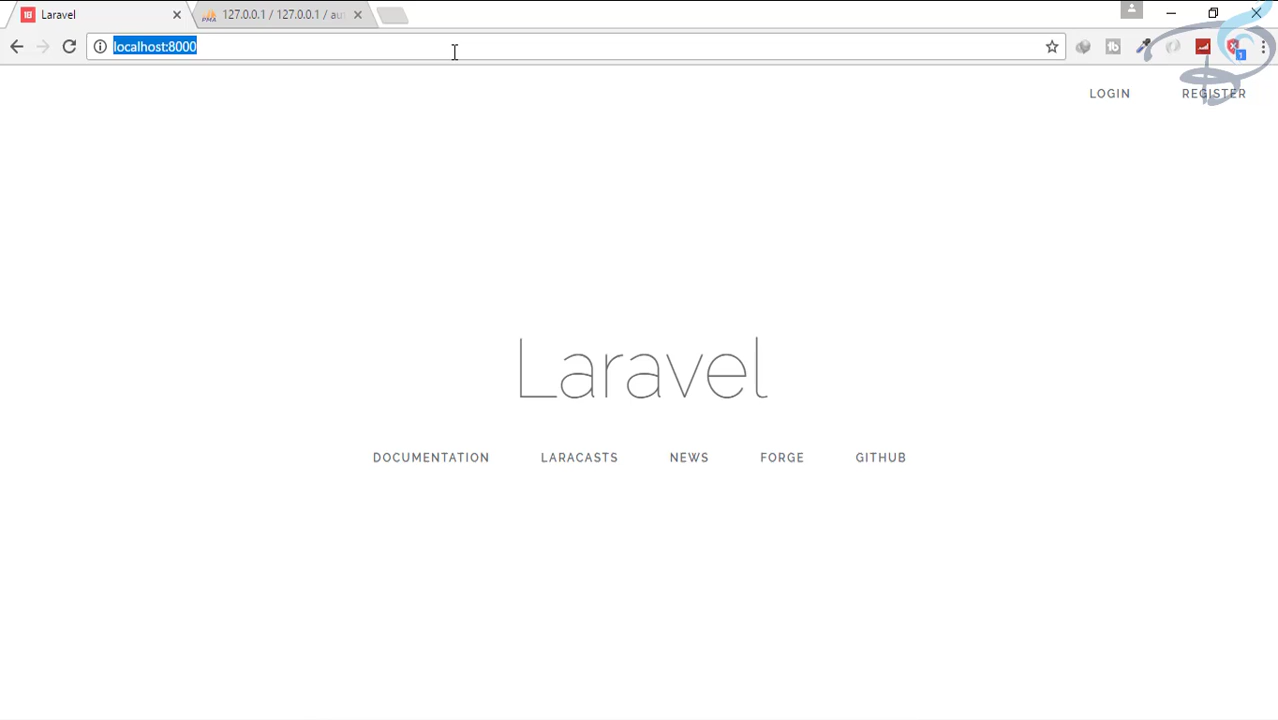 Laravel
127.0.0.1 / 127.0.0.1 / au
localhost:8000
LOGIN REGISTER
Laravel
DOCUMENTATION LARACASTS NEWS FORGE GITHUB